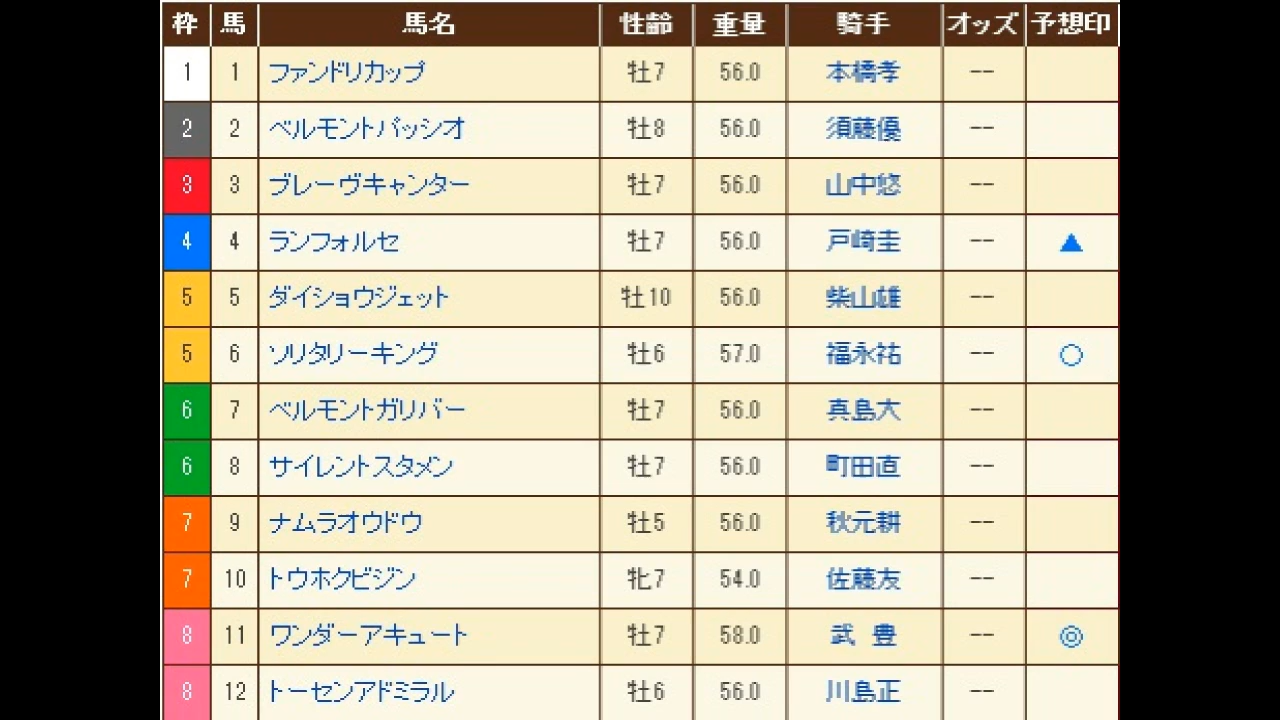 枠 馬 馬名 性齢 重量 騎手 オッズ 予想印
1 1 ファンドリカップ 牡7 56.0 本橋孝 --
2 2 ベルモントパッシオ 牡8 56.0 須藤優 --
3 3 ブレーヴキャンター 牡7 56.0 山中悠 --
4 4 ランフォルセ 牡7 56.0 戸崎圭 -- ▲
5 5 ダイショウジェット 牡10 56.0 柴山雄 --
5 6 ソリタリーキング 牡6 57.0 福永祐 -- ○
6 7 ベルモントガリバー 牡7 56.0 真島大 --
6 8 サイレントスタメン 牡7 56.0 町田直 --
7 9 ナムラオウドウ 牡5 56.0 秋元耕 --
7 10 トウホクビジン 牝7 54.0 佐藤友 --
8 11 ワンダーアキュート 牡7 58.0 武 豊 -- ◎
8 12 トーセンアドミラル 牡6 56.0 川島正 --